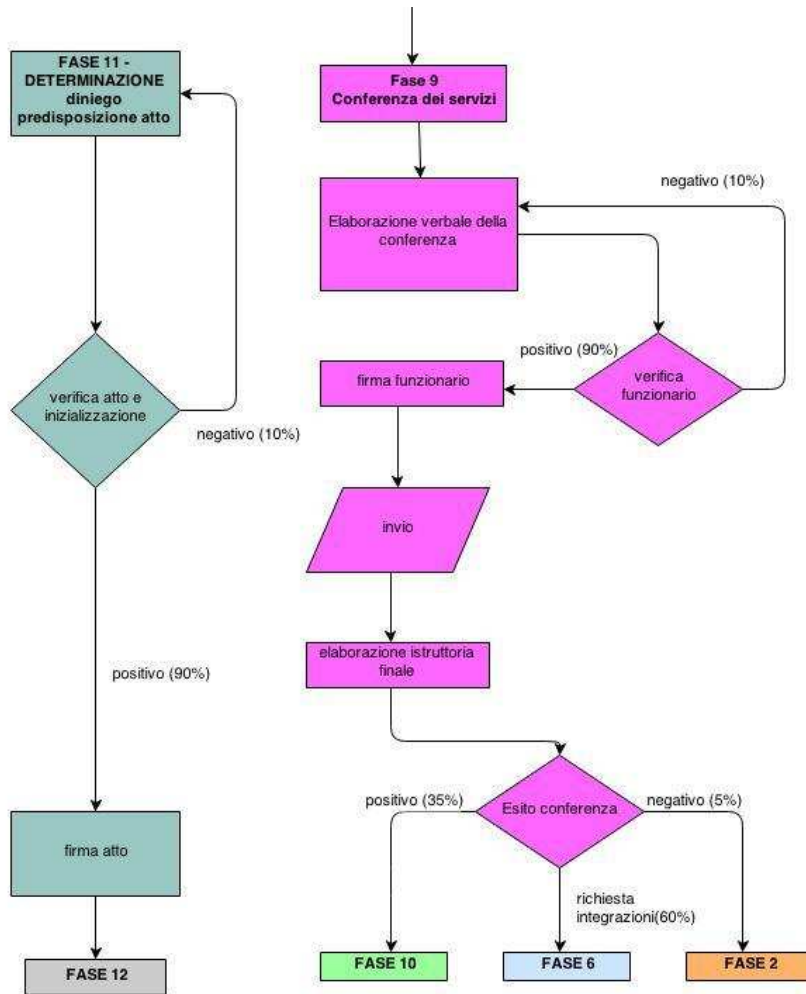 FASE 11 -
DETERMINAZIONE
diniego
predisposizione atto
verifica atto e
inizializzazione
negativo (10%)
positivo (90%)
firma atto
FASE 12
Fase 9
Conferenza dei servizi
Elaborazione verbale della
conferenza
negativo (10%)
verifica
funzionario
positivo (90%)
firma funzionario
invio
elaborazione istruttoria
finale
Esito conferenza
positivo (35%)
negativo (5%)
richiesta
integrazioni(60%)
FASE 10
FASE 6
FASE 2